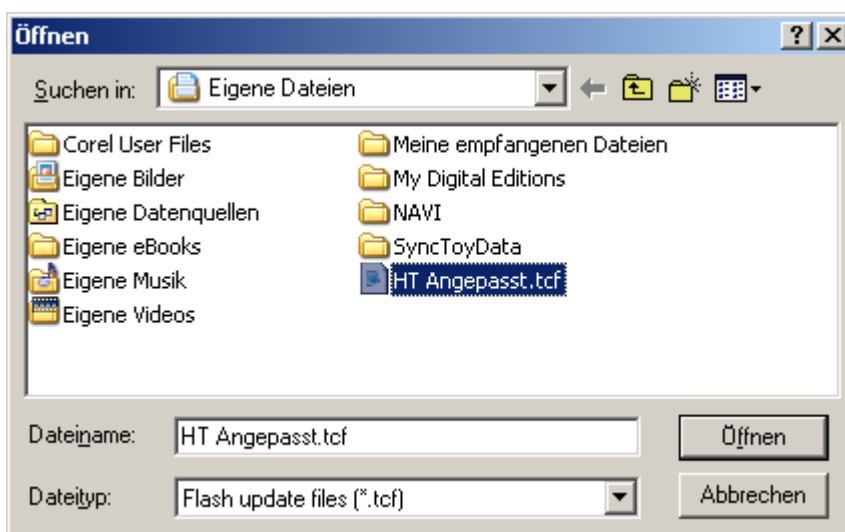 Öffnen
Suchen in: Eigene Dateien
Corel User Files
Eigene Bilder
Eigene Datenquellen
Eigene eBooks
Eigene Musik
Eigene Videos
Meine empfangenen Dateien
My Digital Editions
NAVI
SyncToyData
HT Angepasst.tcf
Dateiname: HT Angepasst.tcf Öffnen
Dateityp: Flash update files (*.tcf) Abbrechen